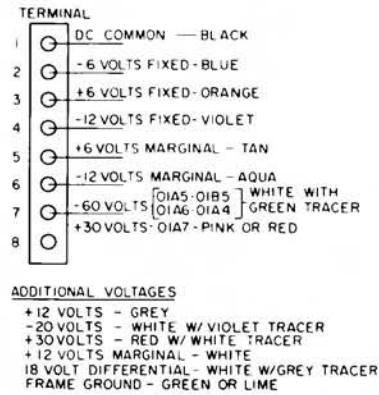 TERMINAL
1 DC COMMON — BLACK
2 -6 VOLTS FIXED-BLUE
3 +6 VOLTS FIXED-ORANGE
4 -12 VOLTS FIXED-VIOLET
5 +6 VOLTS MARGINAL - TAN
6 -12 VOLTS MARGINAL-AQUA
7 -60 VOLTS [01A5-01B5 01A6-01A4] WHITE WITH GREEN TRACER
8 +30 VOLTS-01A7-PINK OR RED
ADDITIONAL VOLTAGES
+12 VOLTS - GREY
-20 VOLTS - WHITE W/VIOLET TRACER
+30 VOLTS - RED W/WHITE TRACER
+12 VOLTS MARGINAL - WHITE
18 VOLT DIFFERENTIAL- WHITE W/GREY TRACER
FRAME GROUND - GREEN OR LIME